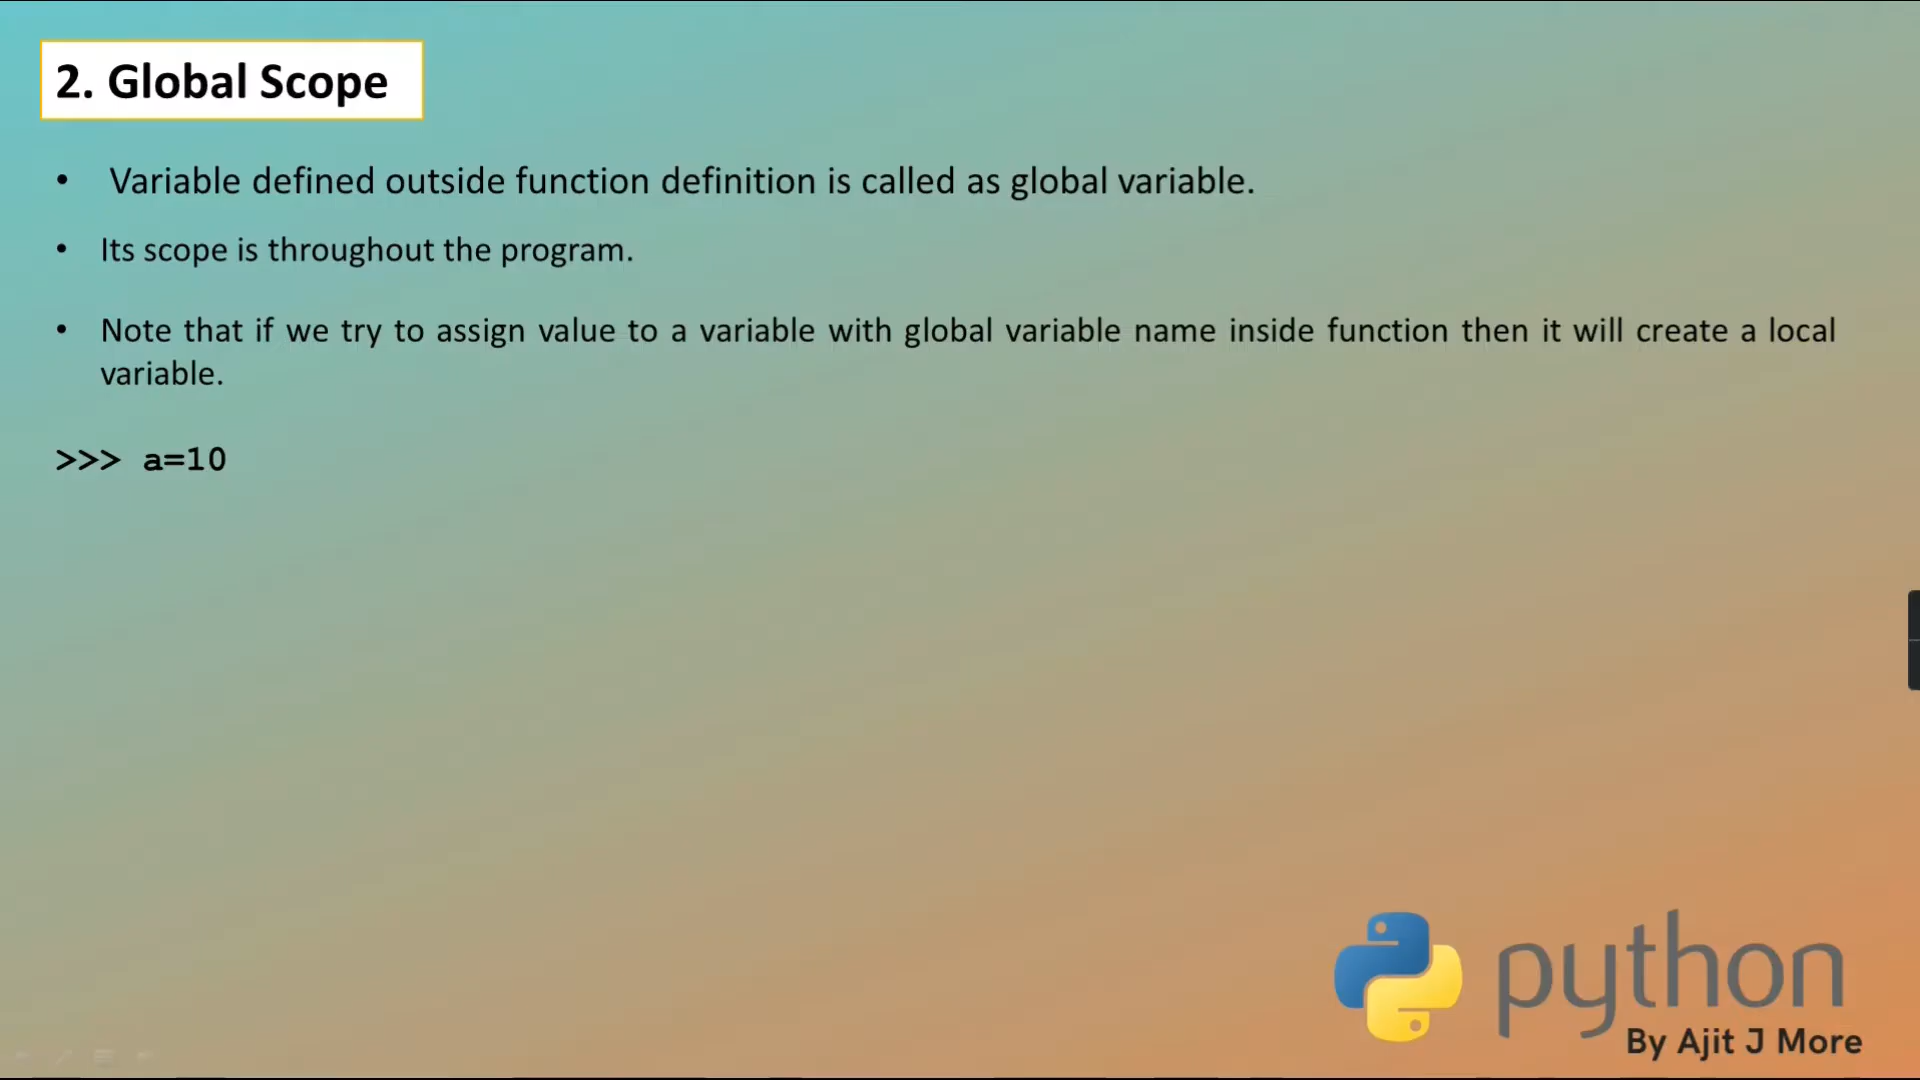 2. Global Scope
• Variable defined outside function definition is called as global variable.
• Its scope is throughout the program.
• Note that if we try to assign value to a variable with global variable name inside function then it will create a local
variable.
>>> a=10
python
By Ajit J More